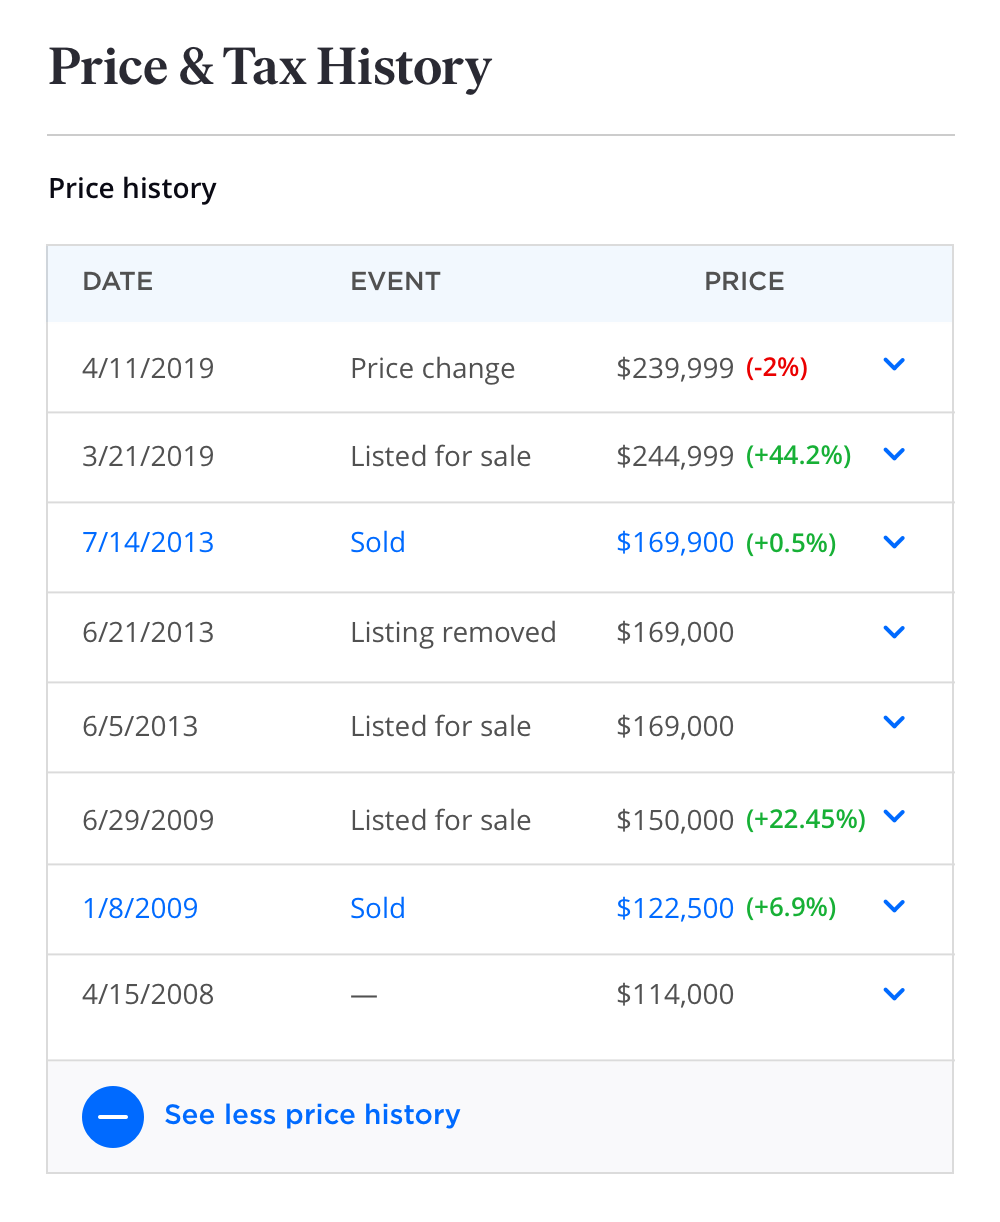 Price & Tax History
Price history
DATE EVENT PRICE
4/11/2019 Price change $239,999 (-2%)
3/21/2019 Listed for sale $244,999 (+44.2%)
7/14/2013 Sold $169,900 (+0.5%)
6/21/2013 Listing removed $169,000
6/5/2013 Listed for sale $169,000
6/29/2009 Listed for sale $150,000 (+22.45%)
1/8/2009 Sold $122,500 (+6.9%)
4/15/2008 — $114,000
See less price history